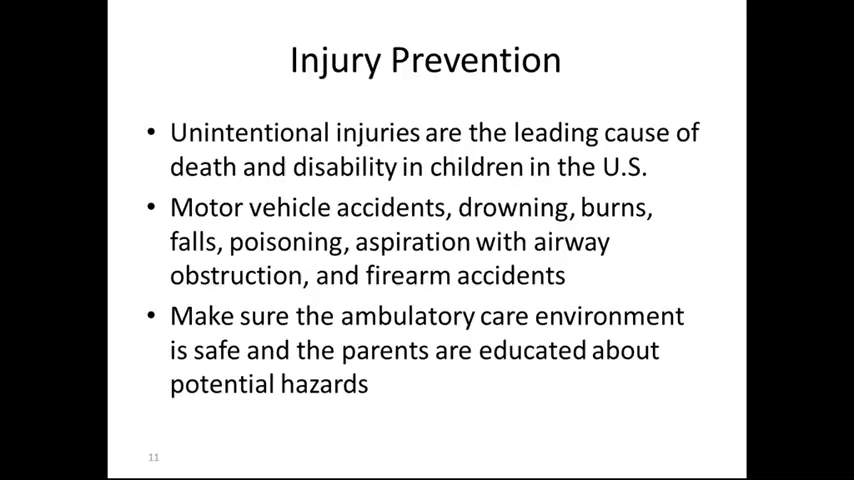 Injury Prevention
• Unintentional injuries are the leading cause of
death and disability in children in the U.S.
• Motor vehicle accidents, drowning, burns,
falls, poisoning, aspiration with airway
obstruction, and firearm accidents
• Make sure the ambulatory care environment
is safe and the parents are educated about
potential hazards
11